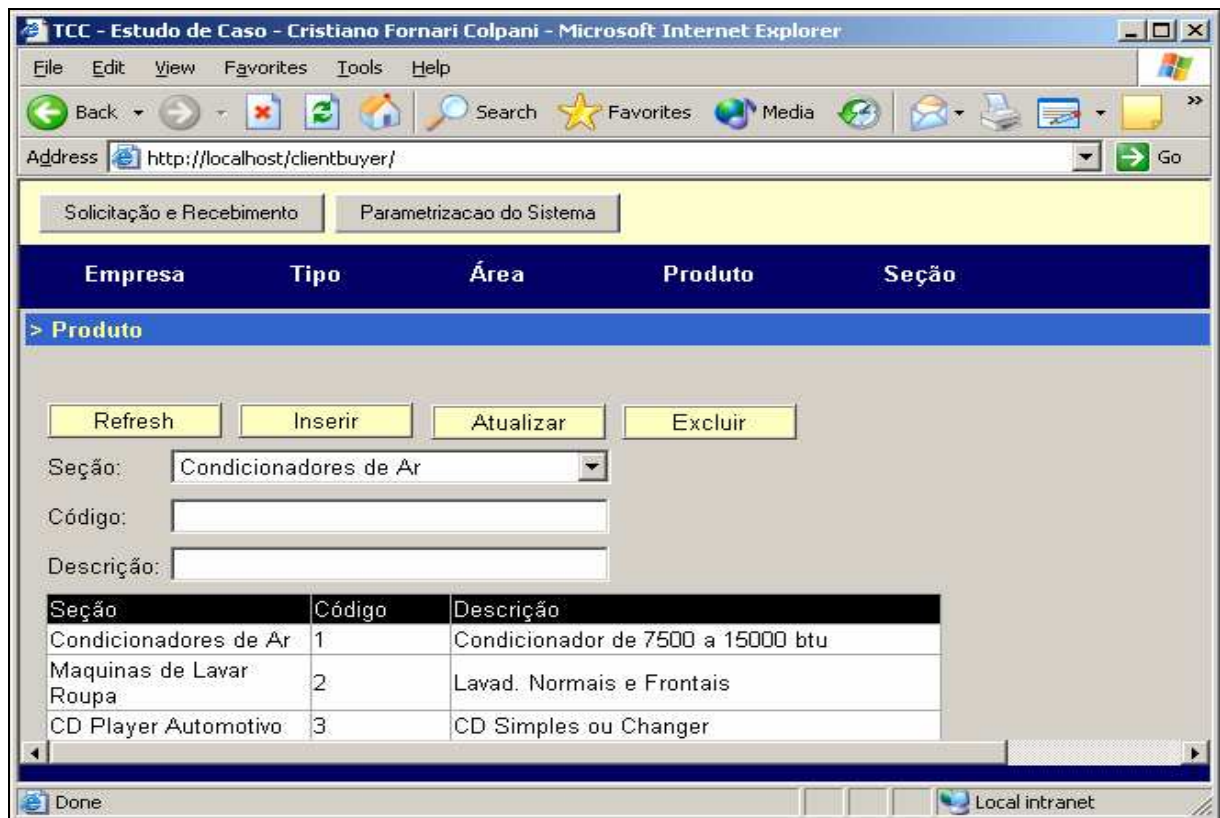 TCC - Estudo de Caso - Cristiano Fornari Colpani - Microsoft Internet Explorer
File Edit View Favorites Tools Help
Back Search Favorites Media »
Address http://localhost/clientbuyer/ Go
Solicitação e Recebimento Parametrizacao do Sistema
Empresa Tipo Área Produto Seção
> Produto
Refresh Inserir Atualizar Excluir
Seção: Condicionadores de Ar
Código:
Descrição:
Seção Código Descrição
Condicionadores de Ar 1 Condicionador de 7500 a 15000 btu
Maquinas de Lavar
Roupa 2 Lavad. Normais e Frontais
CD Player Automotivo 3 CD Simples ou Changer
Done Local intranet